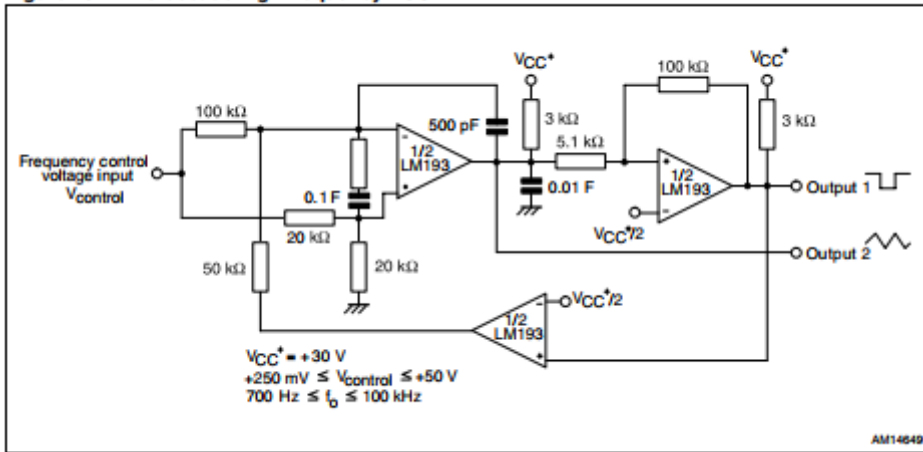 VCC+
VCC+
100 kΩ
100 kΩ
500 pF
3 kΩ
3 kΩ
5.1 kΩ
-
1/2
LM193
+
Frequency control
voltage input
Vcontrol
0.1 F
0.01 F
+
1/2
LM193
-
Output 1
20 kΩ
VCC+/2
Output 2
50 kΩ
20 kΩ
-
VCC+/2
1/2
LM193
+
VCC+ = +30 V
+250 mV ≤ Vcontrol ≤ +50 V
700 Hz ≤ fo ≤ 100 kHz
AM14649